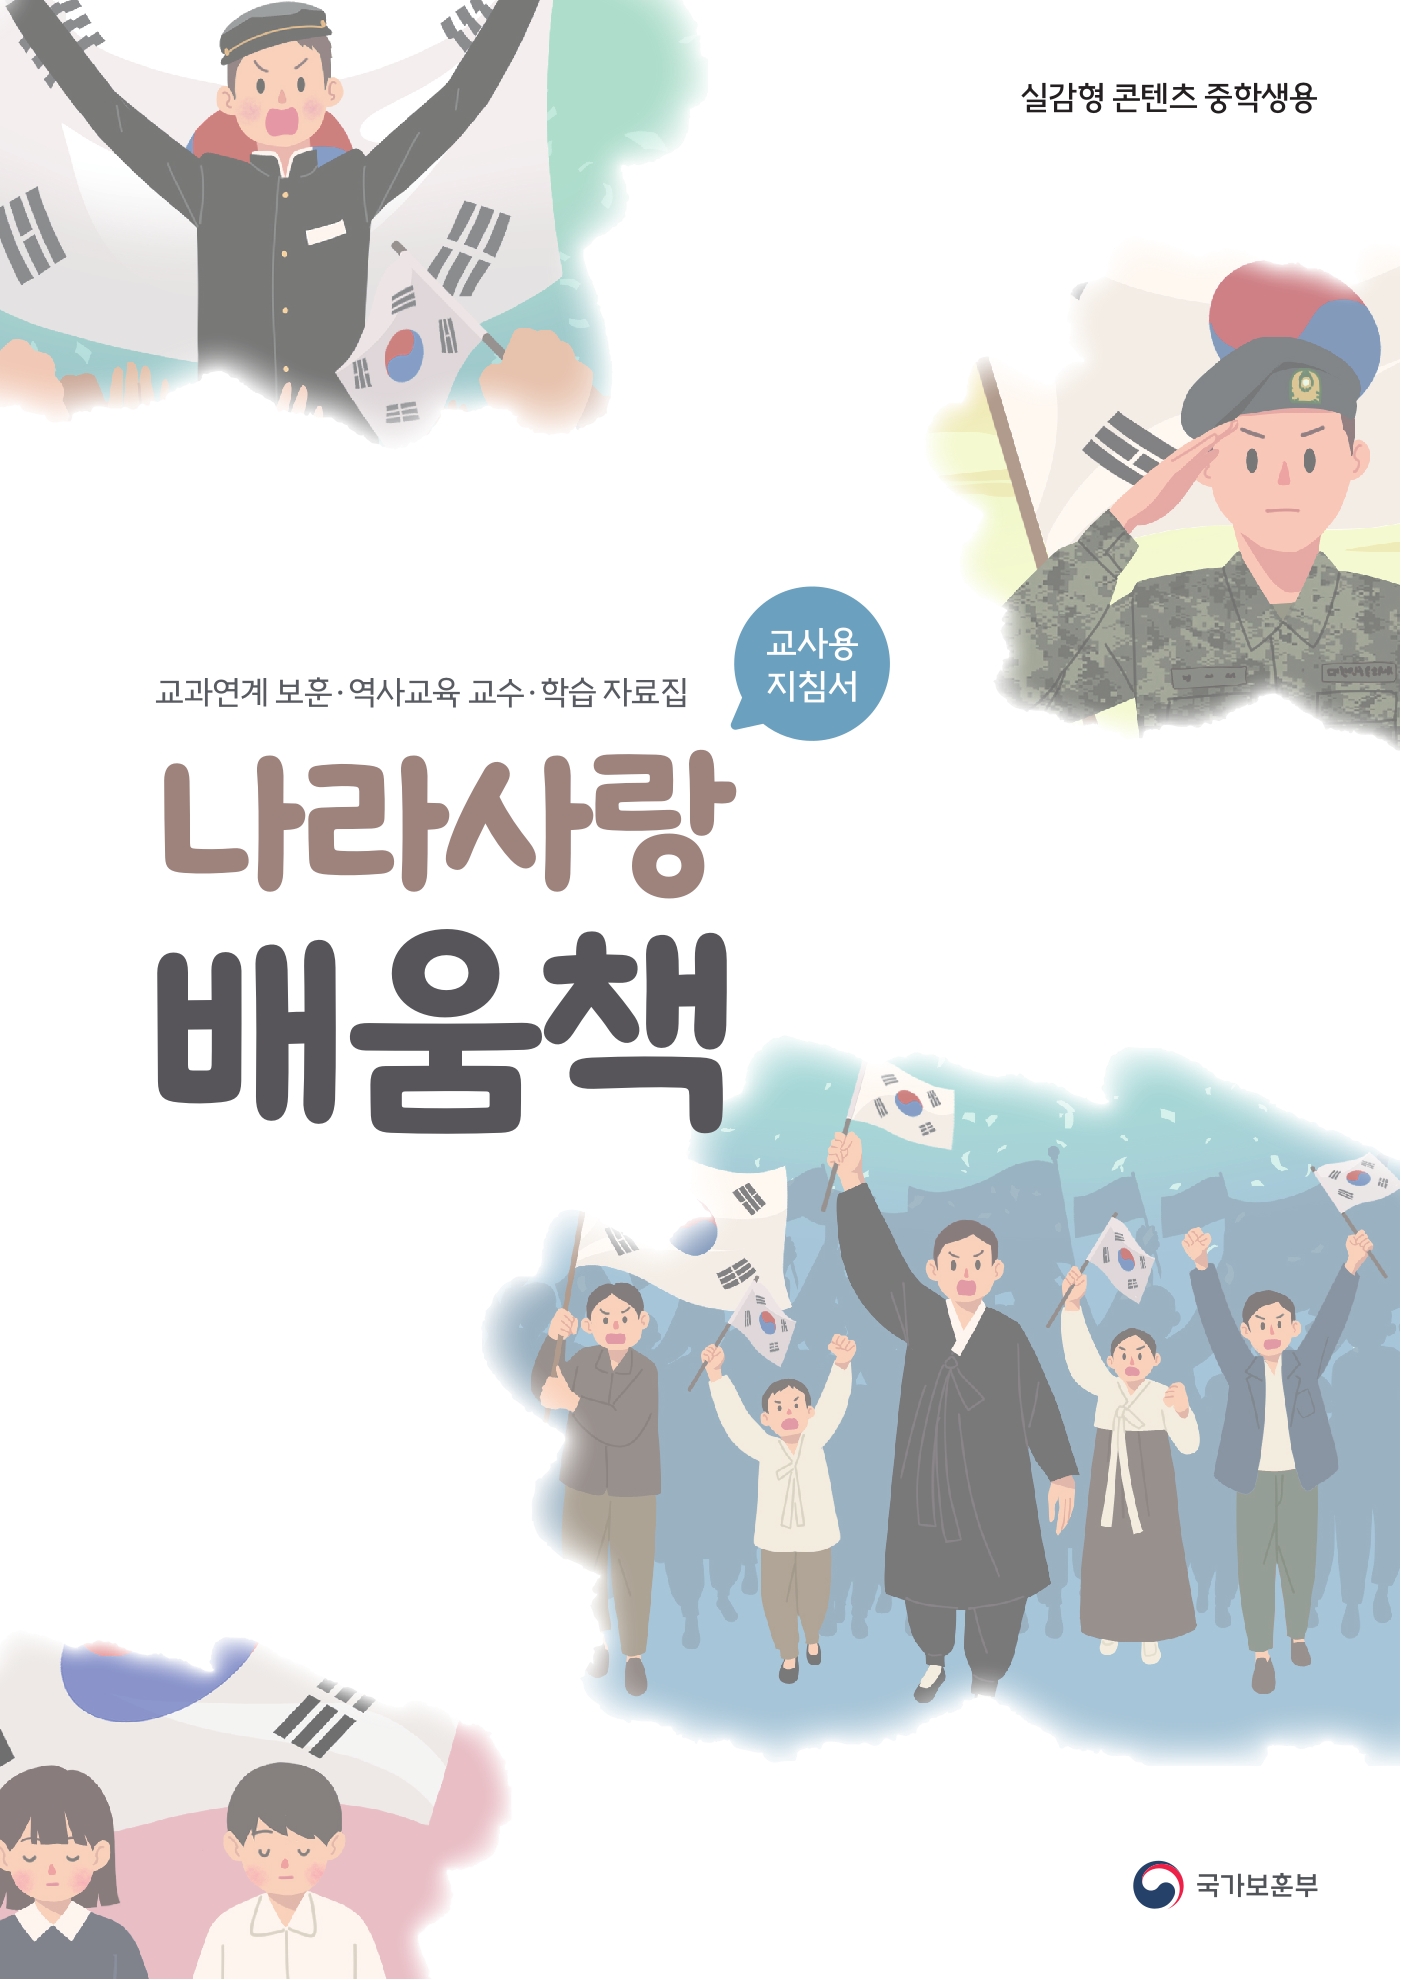 실감형 콘텐츠 중학생용
교사용
지침서
교과연계 보훈·역사교육 교수·학습 자료집
나라사랑
배움책
국가보훈부